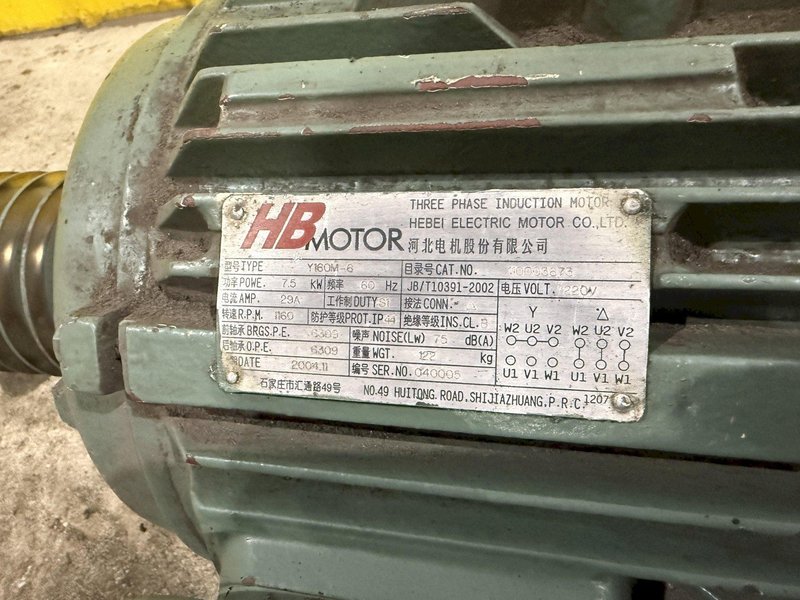 HB MOTOR
THREE PHASE INDUCTION MOTOR
HEBEI ELECTRIC MOTOR CO.,LTD.
河北电机股份有限公司
型号TYPE Y160M-6 目录号CAT.NO.
功率POWE. 7.5 kW 频率 60 Hz JB/T10391-2002 电压VOLT. 220V
电流AMP. 29A 工作制DUTY S1 接法CONN.
转速R.P.M. 1160 防护等级PROT.IP 44 绝缘等级INS.CL.
前轴承BRGS.P.E. 6309 噪声NOISE(LW) 75 dB(A)
后轴承O.P.E. 6309 重量WGT. 122 kg
期DATE 2004.11 编号SER.NO. 040005
Y △
W2 U2 V2 W2 U2 V2
U1 V1 W1 U1 V1 W1
石家庄市汇通路49号 NO.49 HUITONG ROAD.SHIJIAZHUANG.P.R.C 1207